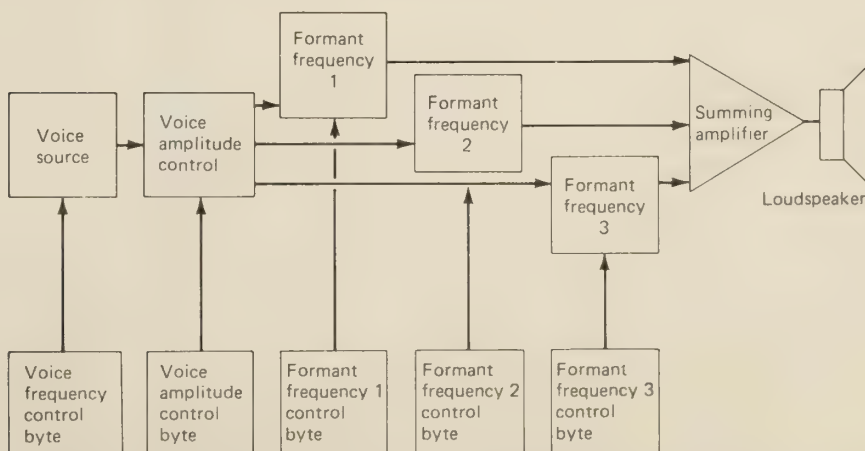 Formant
frequency
1
Formant
frequency
2
Voice
source
Voice
amplitude
control
Formant
frequency
3
Summing
amplifier
Loudspeaker
Voice
frequency
control
byte
Voice
amplitude
control
byte
Formant
frequency 1
control
byte
Formant
frequency 2
control
byte
Formant
frequency 3
control
byte